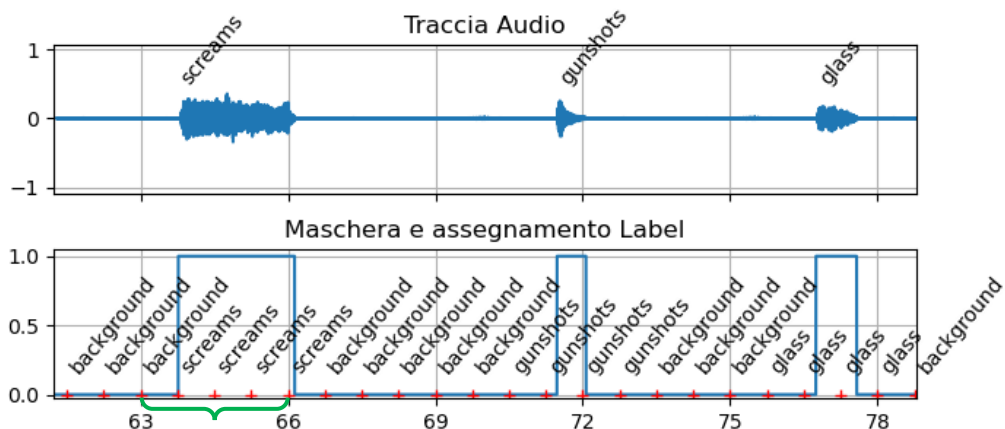 Traccia Audio
screams
gunshots
glass
1
0
−1
Maschera e assegnamento Label
1.0
0.5
0.0
background
background
background
screams
screams
screams
screams
background
background
background
background
background
gunshots
gunshots
gunshots
gunshots
background
background
background
glass
glass
glass
glass
background
63 66 69 72 75 78